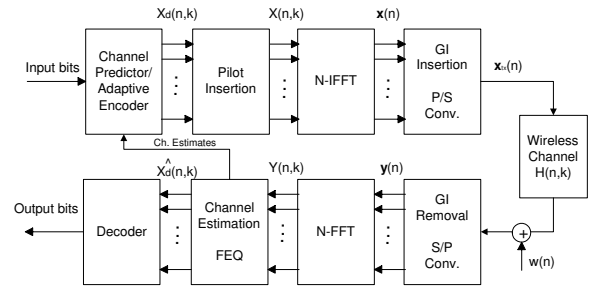 Xd(n,k)
X(n,k)
x(n)
Input bits
Channel
Predictor/
Adaptive
Encoder
Pilot
Insertion
N-IFFT
GI
Insertion
P/S
Conv.
xtx(n)
Ch. Estimates
Wireless
Channel
H(n,k)
X̂d(n,k)
Y(n,k)
y(n)
Output bits
Decoder
Channel
Estimation
FEQ
N-FFT
GI
Removal
S/P
Conv.
+
w(n)